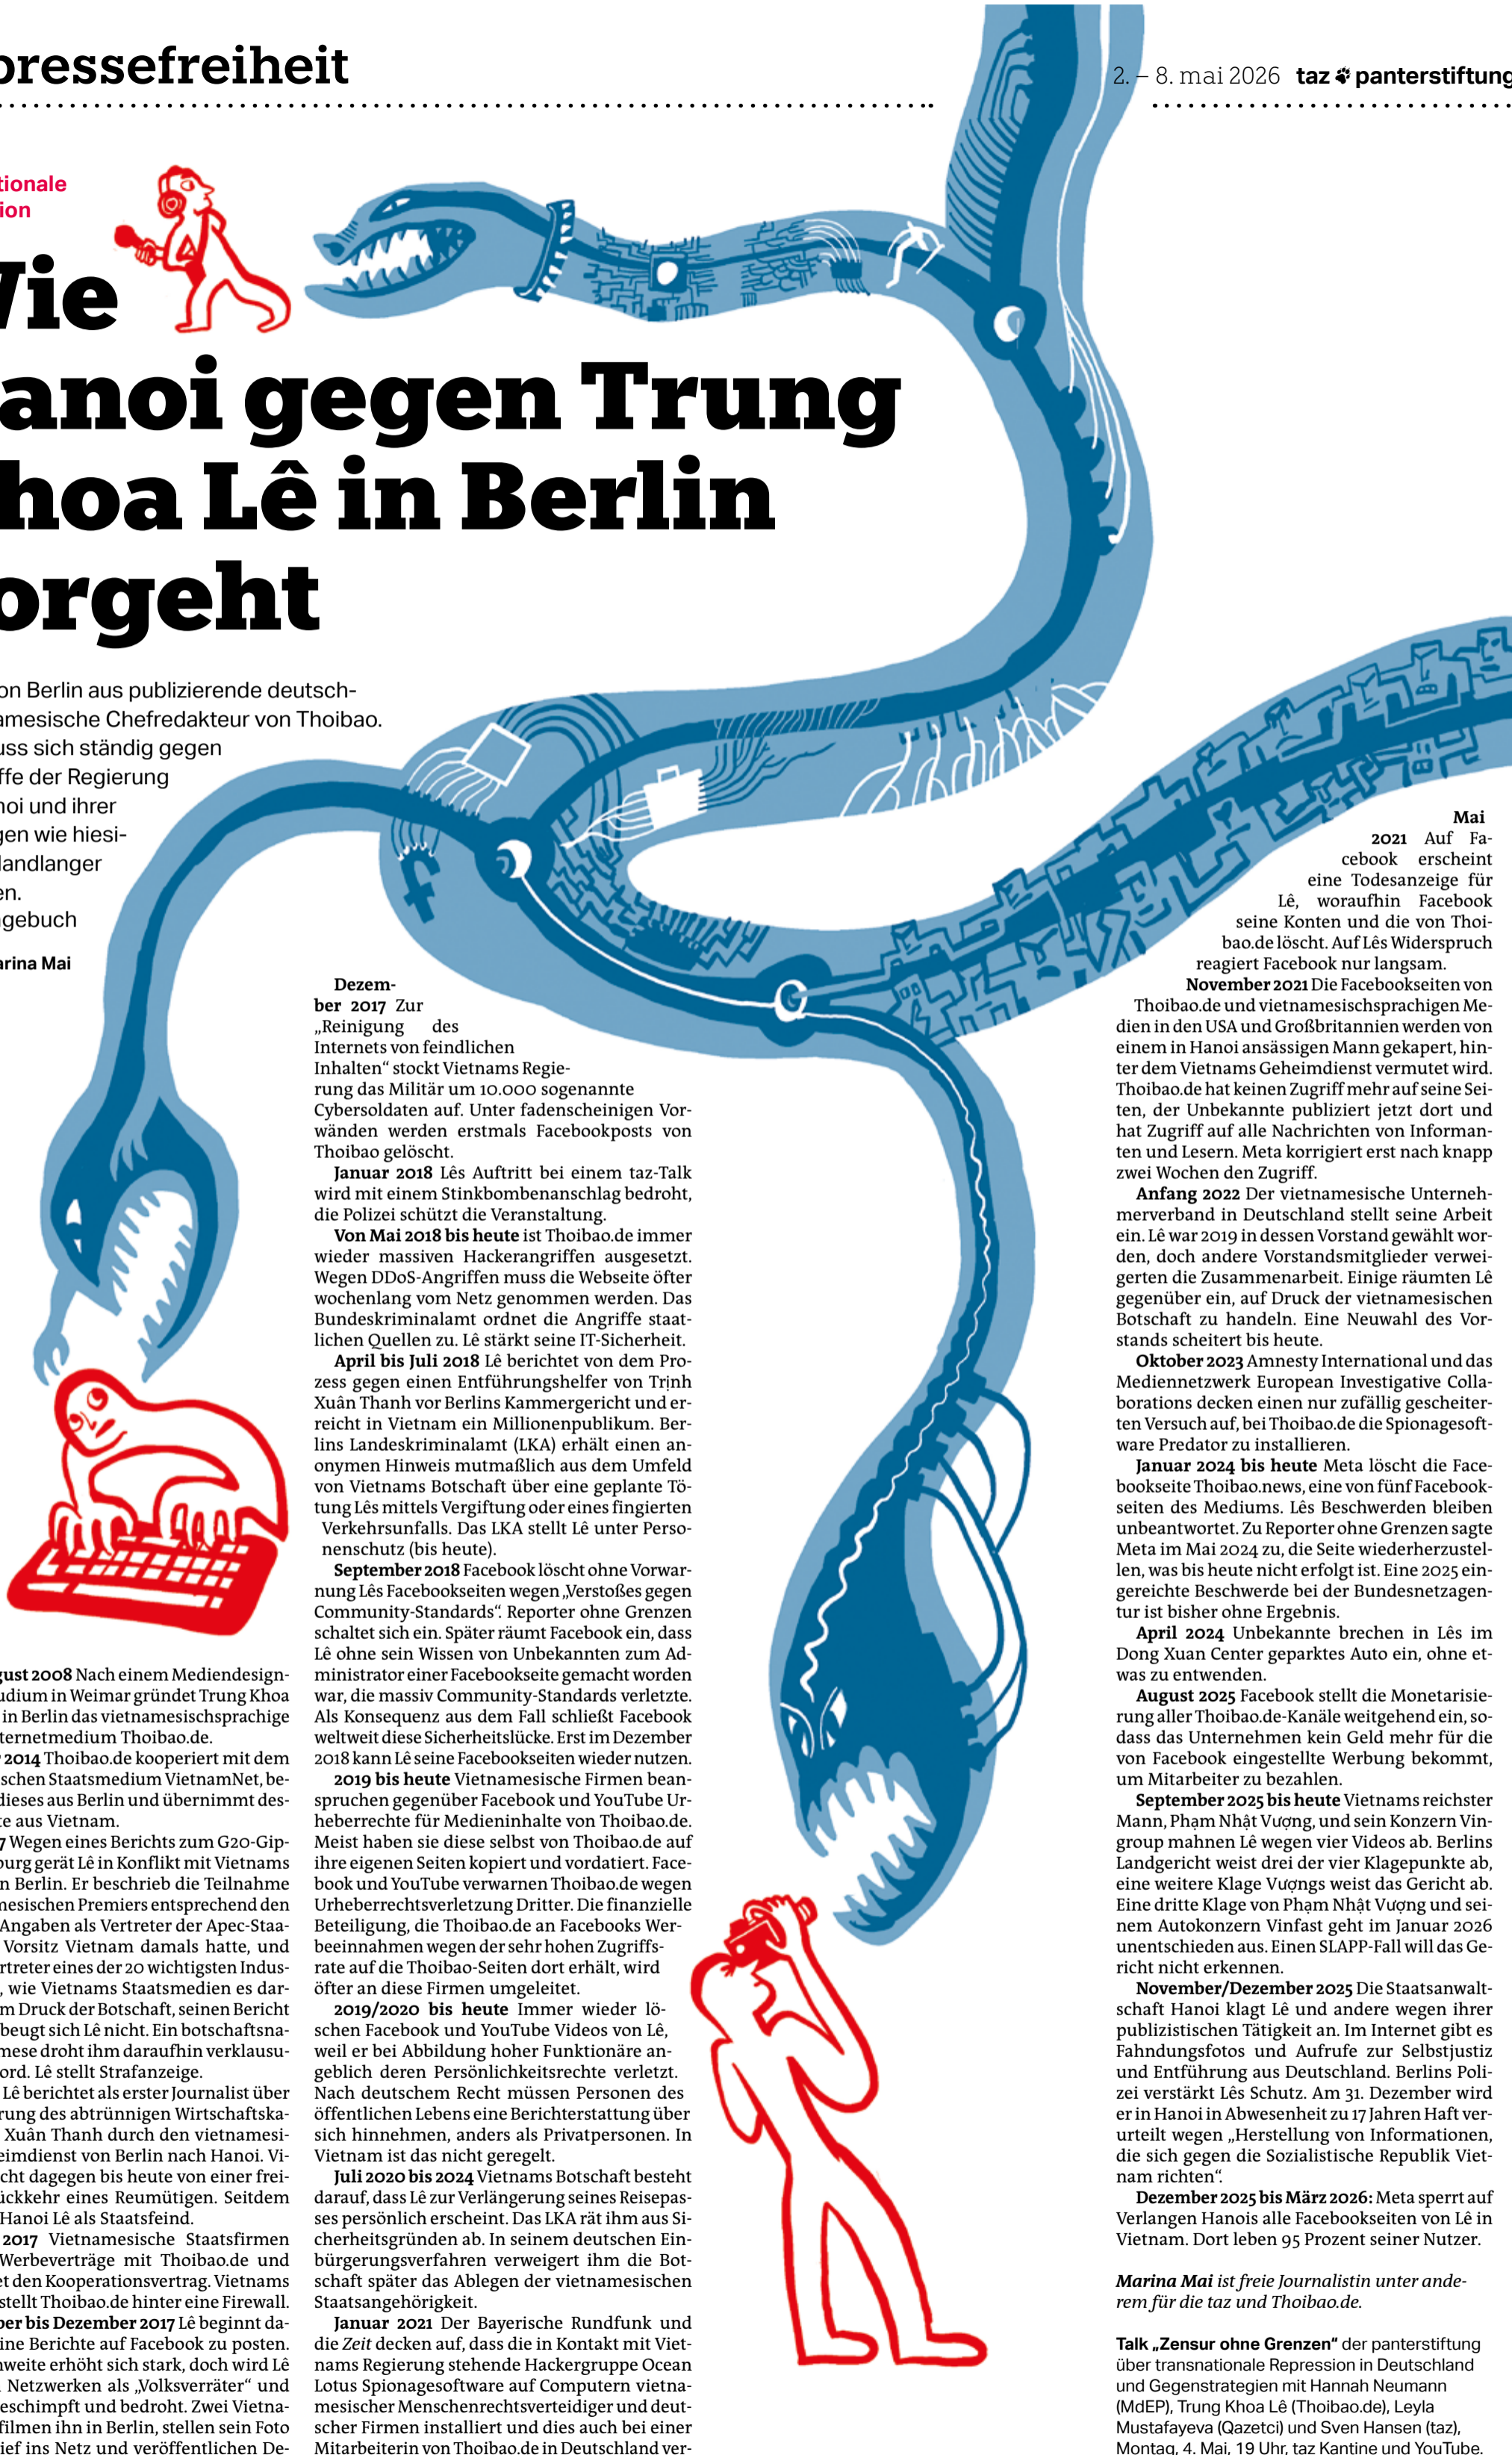 pressefreiheit
2. – 8. mai 2026 taz panterstiftung
tionale
ion
Wie
anoi gegen Trung
hoa Lê in Berlin
orgeht
on Berlin aus publizierende deutsch-
amesische Chefredakteur von Thoibao.
uss sich ständig gegen
ffe der Regierung
noi und ihrer
gen wie hiesi-
Handlanger
en.
agebuch
arina Mai
gust 2008 Nach einem Mediendesign-
udium in Weimar gründet Trung Khoa
in Berlin das vietnamesischsprachige
ternetmedium Thoibao.de.
2014 Thoibao.de kooperiert mit dem
schen Staatsmedium VietnamNet, be-
dieses aus Berlin und übernimmt des-
te aus Vietnam.
7 Wegen eines Berichts zum G20-Gip-
burg gerät Lê in Konflikt mit Vietnams
n Berlin. Er beschrieb die Teilnahme
nesischen Premiers entsprechend den
Angaben als Vertreter der Apec-Staa-
Vorsitz Vietnam damals hatte, und
rtreter eines der 20 wichtigsten Indus-
, wie Vietnams Staatsmedien es dar-
m Druck der Botschaft, seinen Bericht
beugt sich Lê nicht. Ein botschaftsna-
mese droht ihm daraufhin verklausu-
ord. Lê stellt Strafanzeige.
Lê berichtet als erster Journalist über
rung des abtrünnigen Wirtschaftska-
Xuân Thanh durch den vietnamesi-
eimdienst von Berlin nach Hanoi. Vi-
cht dagegen bis heute von einer frei-
ückkehr eines Reumütigen. Seitdem
Hanoi Lê als Staatsfeind.
2017 Vietnamesische Staatsfirmen
Werbeverträge mit Thoibao.de und
et den Kooperationsvertrag. Vietnams
stellt Thoibao.de hinter eine Firewall.
ber bis Dezember 2017 Lê beginnt da-
ine Berichte auf Facebook zu posten.
hweite erhöht sich stark, doch wird Lê
Netzwerken als „Volksverräter“ und
eschimpft und bedroht. Zwei Vietna-
filmen ihn in Berlin, stellen sein Foto
ief ins Netz und veröffentlichen De-
Dezem-
ber 2017 Zur
„Reinigung des
Internets von feindlichen
Inhalten“ stockt Vietnams Regie-
rung das Militär um 10.000 sogenannte
Cybersoldaten auf. Unter fadenscheinigen Vor-
wänden werden erstmals Facebookposts von
Thoibao gelöscht.
Januar 2018 Lês Auftritt bei einem taz-Talk
wird mit einem Stinkbombenanschlag bedroht,
die Polizei schützt die Veranstaltung.
Von Mai 2018 bis heute ist Thoibao.de immer
wieder massiven Hackerangriffen ausgesetzt.
Wegen DDoS-Angriffen muss die Webseite öfter
wochenlang vom Netz genommen werden. Das
Bundeskriminalamt ordnet die Angriffe staat-
lichen Quellen zu. Lê stärkt seine IT-Sicherheit.
April bis Juli 2018 Lê berichtet von dem Pro-
zess gegen einen Entführungshelfer von Trịnh
Xuân Thanh vor Berlins Kammergericht und er-
reicht in Vietnam ein Millionenpublikum. Ber-
lins Landeskriminalamt (LKA) erhält einen an-
onymen Hinweis mutmaßlich aus dem Umfeld
von Vietnams Botschaft über eine geplante Tö-
tung Lês mittels Vergiftung oder eines fingierten
Verkehrsunfalls. Das LKA stellt Lê unter Perso-
nenschutz (bis heute).
September 2018 Facebook löscht ohne Vorwar-
nung Lês Facebookseiten wegen „Verstoßes gegen
Community-Standards“. Reporter ohne Grenzen
schaltet sich ein. Später räumt Facebook ein, dass
Lê ohne sein Wissen von Unbekannten zum Ad-
ministrator einer Facebookseite gemacht worden
war, die massiv Community-Standards verletzte.
Als Konsequenz aus dem Fall schließt Facebook
weltweit diese Sicherheitslücke. Erst im Dezember
2018 kann Lê seine Facebookseiten wieder nutzen.
2019 bis heute Vietnamesische Firmen bean-
spruchen gegenüber Facebook und YouTube Ur-
heberrechte für Medieninhalte von Thoibao.de.
Meist haben sie diese selbst von Thoibao.de auf
ihre eigenen Seiten kopiert und vordatiert. Face-
book und YouTube verwarnen Thoibao.de wegen
Urheberrechtsverletzung Dritter. Die finanzielle
Beteiligung, die Thoibao.de an Facebooks Wer-
beeinnahmen wegen der sehr hohen Zugriffs-
rate auf die Thoibao-Seiten dort erhält, wird
öfter an diese Firmen umgeleitet.
2019/2020 bis heute Immer wieder lö-
schen Facebook und YouTube Videos von Lê,
weil er bei Abbildung hoher Funktionäre an-
geblich deren Persönlichkeitsrechte verletzt.
Nach deutschem Recht müssen Personen des
öffentlichen Lebens eine Berichterstattung über
sich hinnehmen, anders als Privatpersonen. In
Vietnam ist das nicht geregelt.
Juli 2020 bis 2024 Vietnams Botschaft besteht
darauf, dass Lê zur Verlängerung seines Reisepas-
ses persönlich erscheint. Das LKA rät ihm aus Si-
cherheitsgründen ab. In seinem deutschen Ein-
bürgerungsverfahren verweigert ihm die Bot-
schaft später das Ablegen der vietnamesischen
Staatsangehörigkeit.
Januar 2021 Der Bayerische Rundfunk und
die Zeit decken auf, dass die in Kontakt mit Viet-
nams Regierung stehende Hackergruppe Ocean
Lotus Spionagesoftware auf Computern vietna-
mesischer Menschenrechtsverteidiger und deut-
scher Firmen installiert und dies auch bei einer
Mitarbeiterin von Thoibao.de in Deutschland ver-
Mai
2021 Auf Fa-
cebook erscheint
eine Todesanzeige für
Lê, woraufhin Facebook
seine Konten und die von Thoi-
bao.de löscht. Auf Lês Widerspruch
reagiert Facebook nur langsam.
November 2021 Die Facebookseiten von
Thoibao.de und vietnamesischsprachigen Me-
dien in den USA und Großbritannien werden von
einem in Hanoi ansässigen Mann gekapert, hin-
ter dem Vietnams Geheimdienst vermutet wird.
Thoibao.de hat keinen Zugriff mehr auf seine Sei-
ten, der Unbekannte publiziert jetzt dort und
hat Zugriff auf alle Nachrichten von Informan-
ten und Lesern. Meta korrigiert erst nach knapp
zwei Wochen den Zugriff.
Anfang 2022 Der vietnamesische Unterneh-
merverband in Deutschland stellt seine Arbeit
ein. Lê war 2019 in dessen Vorstand gewählt wor-
den, doch andere Vorstandsmitglieder verwei-
gerten die Zusammenarbeit. Einige räumten Lê
gegenüber ein, auf Druck der vietnamesischen
Botschaft zu handeln. Eine Neuwahl des Vor-
stands scheitert bis heute.
Oktober 2023 Amnesty International und das
Mediennetzwerk European Investigative Colla-
borations decken einen nur zufällig gescheiter-
ten Versuch auf, bei Thoibao.de die Spionagesoft-
ware Predator zu installieren.
Januar 2024 bis heute Meta löscht die Face-
bookseite Thoibao.news, eine von fünf Facebook-
seiten des Mediums. Lês Beschwerden bleiben
unbeantwortet. Zu Reporter ohne Grenzen sagte
Meta im Mai 2024 zu, die Seite wiederherzustel-
len, was bis heute nicht erfolgt ist. Eine 2025 ein-
gereichte Beschwerde bei der Bundesnetzagen-
tur ist bisher ohne Ergebnis.
April 2024 Unbekannte brechen in Lês im
Dong Xuan Center geparktes Auto ein, ohne et-
was zu entwenden.
August 2025 Facebook stellt die Monetarisie-
rung aller Thoibao.de-Kanäle weitgehend ein, so-
dass das Unternehmen kein Geld mehr für die
von Facebook eingestellte Werbung bekommt,
um Mitarbeiter zu bezahlen.
September 2025 bis heute Vietnams reichster
Mann, Phạm Nhật Vượng, und sein Konzern Vin-
group mahnen Lê wegen vier Videos ab. Berlins
Landgericht weist drei der vier Klagepunkte ab,
eine weitere Klage Vượngs weist das Gericht ab.
Eine dritte Klage von Phạm Nhật Vượng und sei-
nem Autokonzern Vinfast geht im Januar 2026
unentschieden aus. Einen SLAPP-Fall will das Ge-
richt nicht erkennen.
November/Dezember 2025 Die Staatsanwalt-
schaft Hanoi klagt Lê und andere wegen ihrer
publizistischen Tätigkeit an. Im Internet gibt es
Fahndungsfotos und Aufrufe zur Selbstjustiz
und Entführung aus Deutschland. Berlins Poli-
zei verstärkt Lês Schutz. Am 31. Dezember wird
er in Hanoi in Abwesenheit zu 17 Jahren Haft ver-
urteilt wegen „Herstellung von Informationen,
die sich gegen die Sozialistische Republik Viet-
nam richten“.
Dezember 2025 bis März 2026: Meta sperrt auf
Verlangen Hanois alle Facebookseiten von Lê in
Vietnam. Dort leben 95 Prozent seiner Nutzer.
Marina Mai ist freie Journalistin unter ande-
rem für die taz und Thoibao.de.
Talk „Zensur ohne Grenzen“ der panterstiftung
über transnationale Repression in Deutschland
und Gegenstrategien mit Hannah Neumann
(MdEP), Trung Khoa Lê (Thoibao.de), Leyla
Mustafayeva (Qazetci) und Sven Hansen (taz),
Montag, 4. Mai, 19 Uhr, taz Kantine und YouTube.